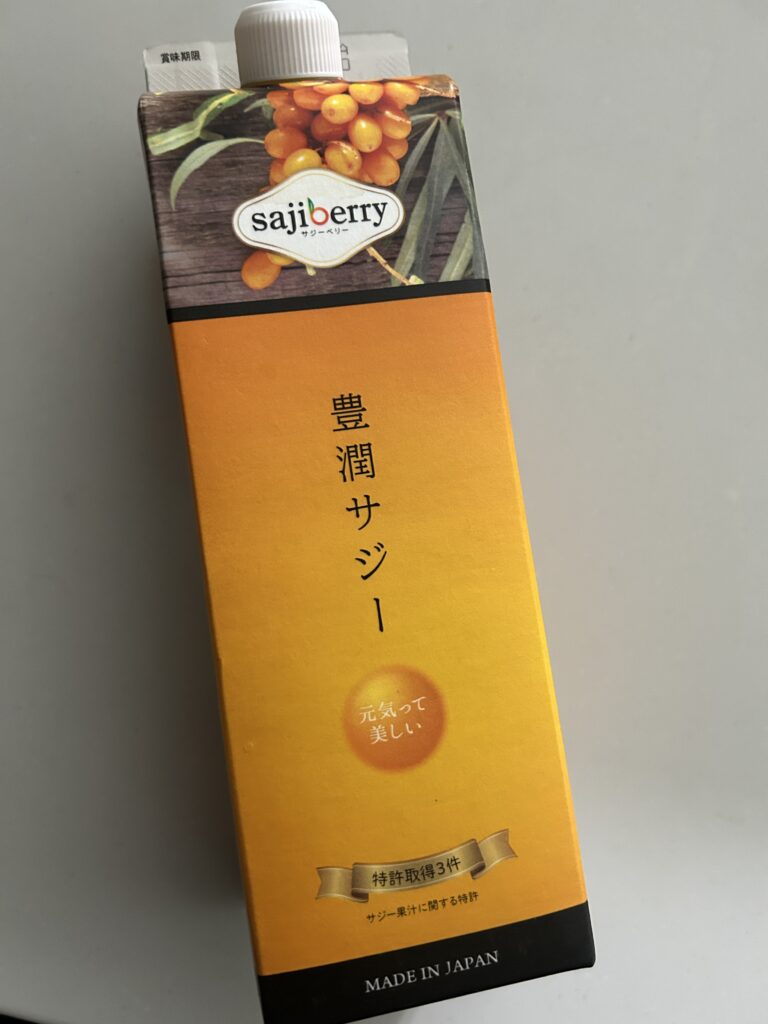 賞味期限
sajiberry
サジーベリー
豊潤サジー
元気って
美しい
特許取得3件
サジー果汁に関する特許
MADE IN JAPAN